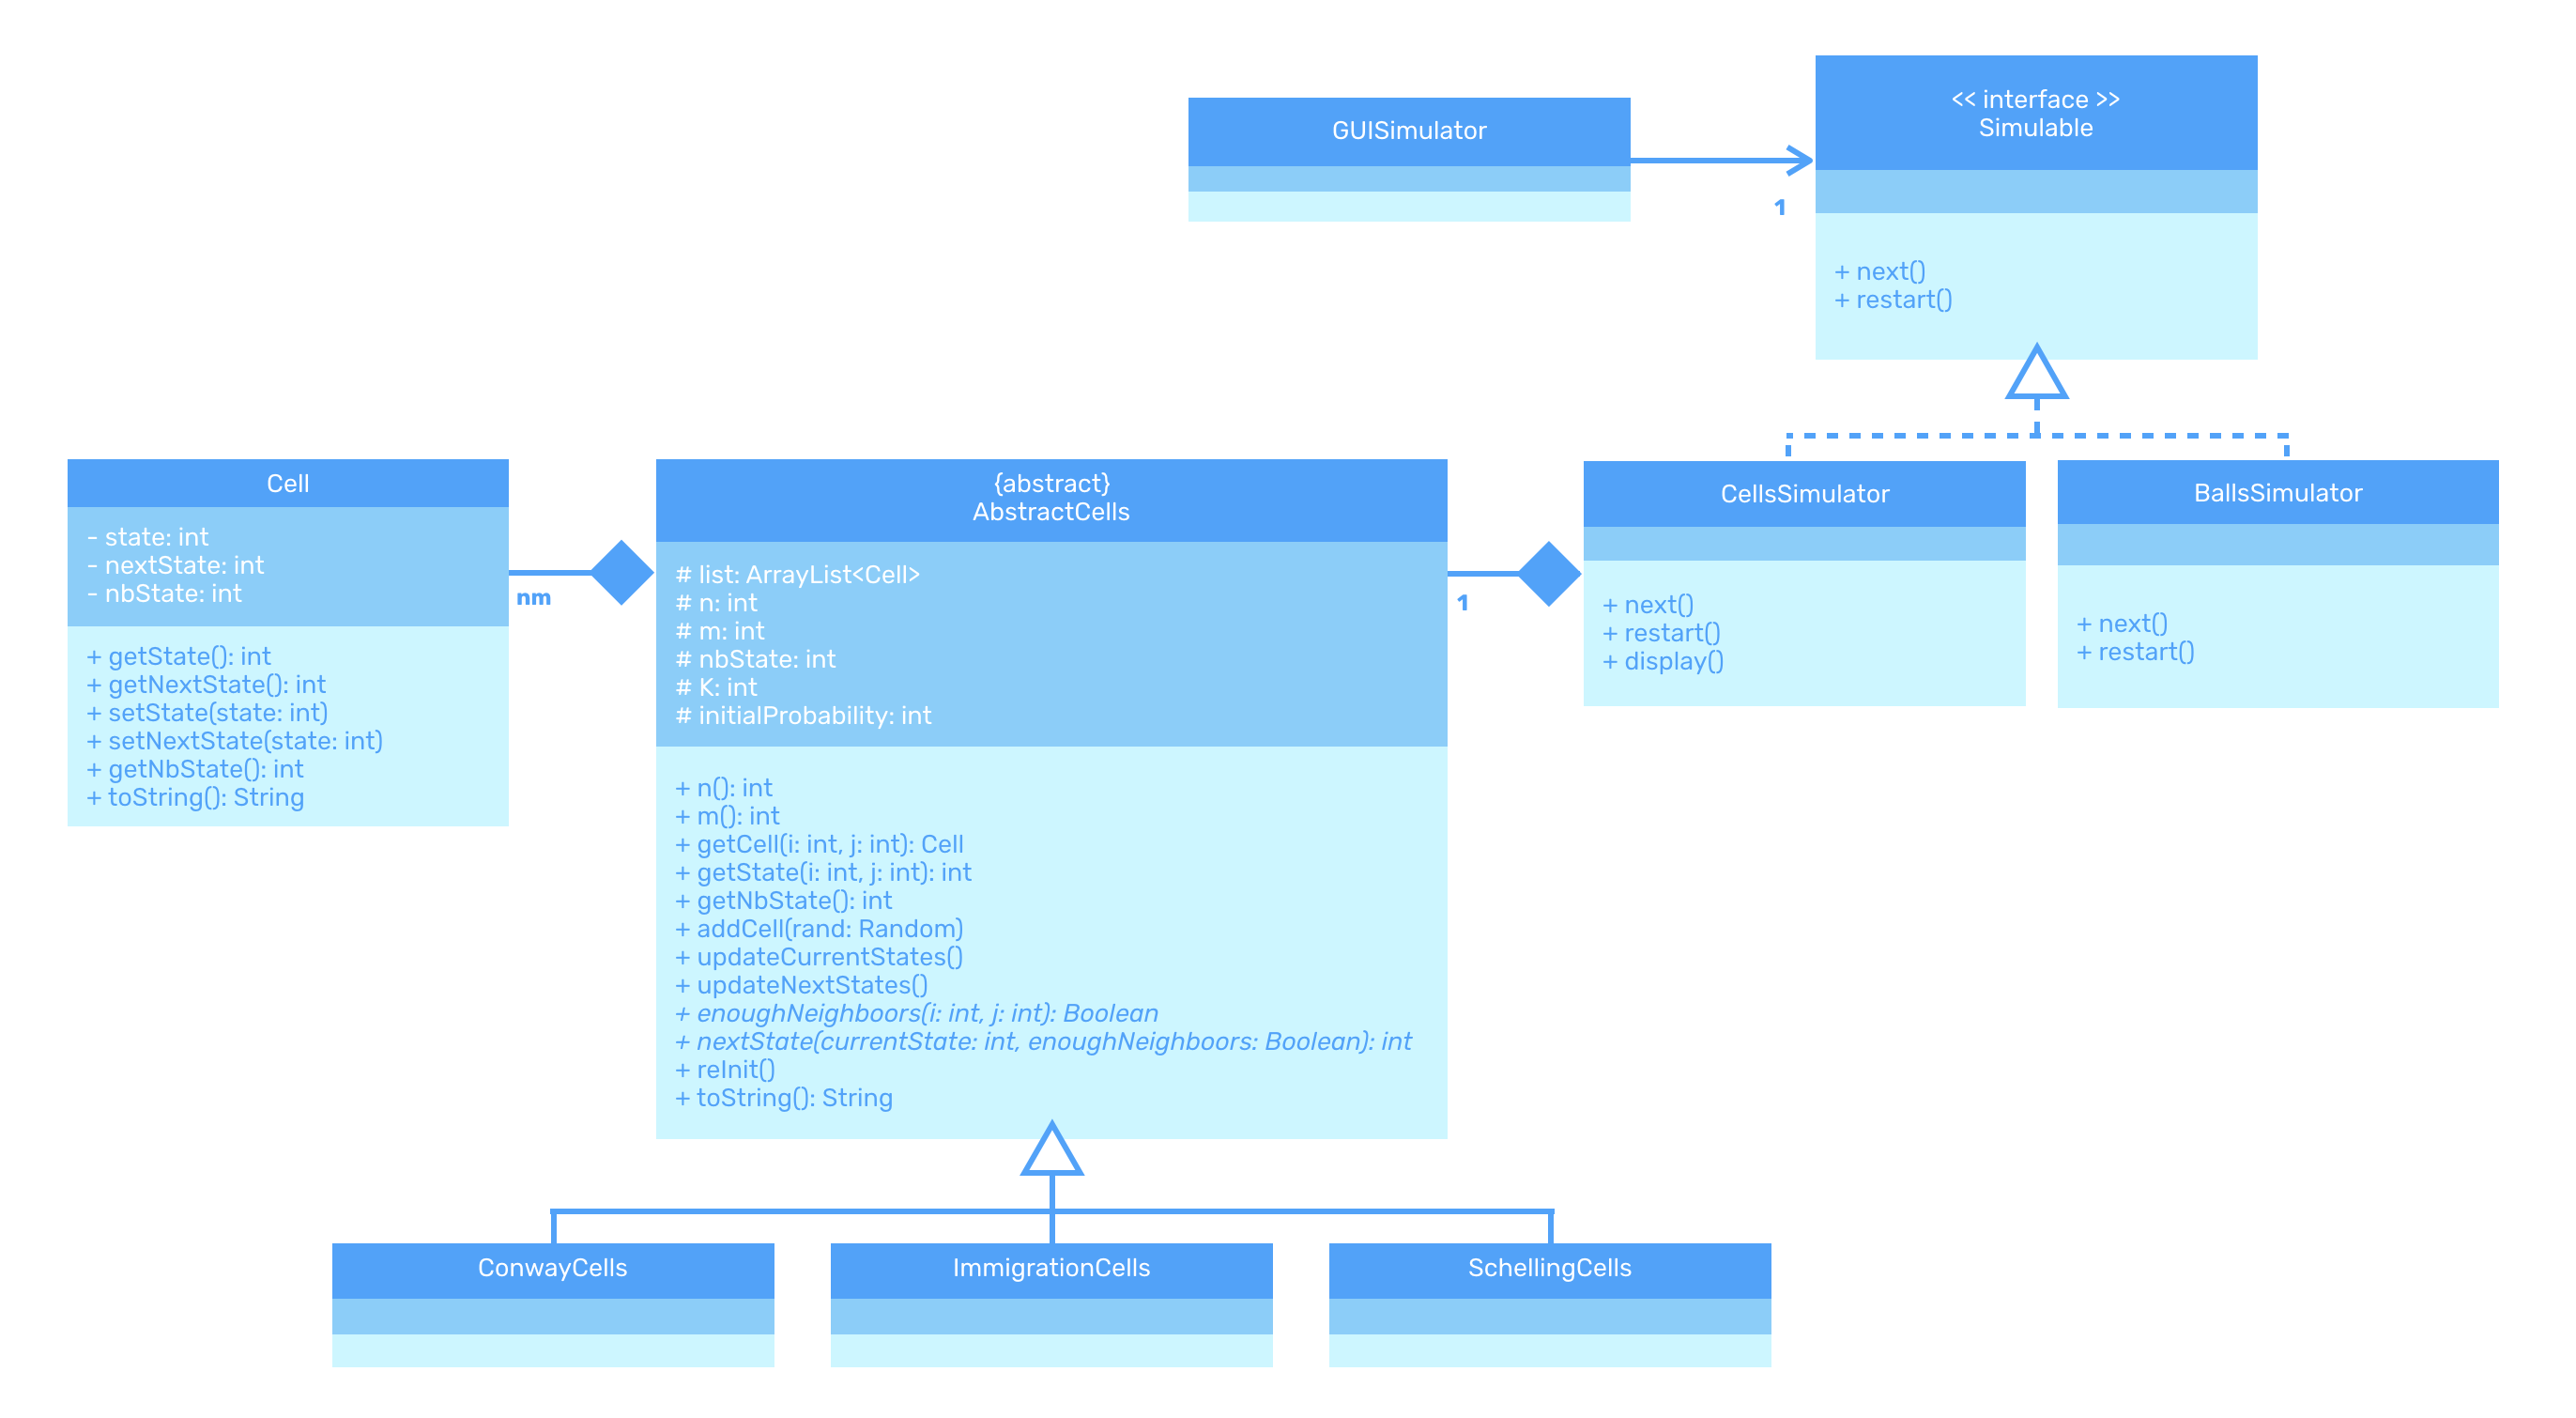 GUISimulator
1
<< interface >>
Simulable
+ next()
+ restart()
Cell
- state: int
- nextState: int
- nbState: int
+ getState(): int
+ getNextState(): int
+ setState(state: int)
+ setNextState(state: int)
+ getNbState(): int
+ toString(): String
nm
{abstract}
AbstractCells
# list: ArrayList<Cell>
# n: int
# m: int
# nbState: int
# K: int
# initialProbability: int
+ n(): int
+ m(): int
+ getCell(i: int, j: int): Cell
+ getState(i: int, j: int): int
+ getNbState(): int
+ addCell(rand: Random)
+ updateCurrentStates()
+ updateNextStates()
+ enoughNeighboors(i: int, j: int): Boolean
+ nextState(currentState: int, enoughNeighboors: Boolean): int
+ reInit()
+ toString(): String
1
CellsSimulator
+ next()
+ restart()
+ display()
BallsSimulator
+ next()
+ restart()
ConwayCells
ImmigrationCells
SchellingCells